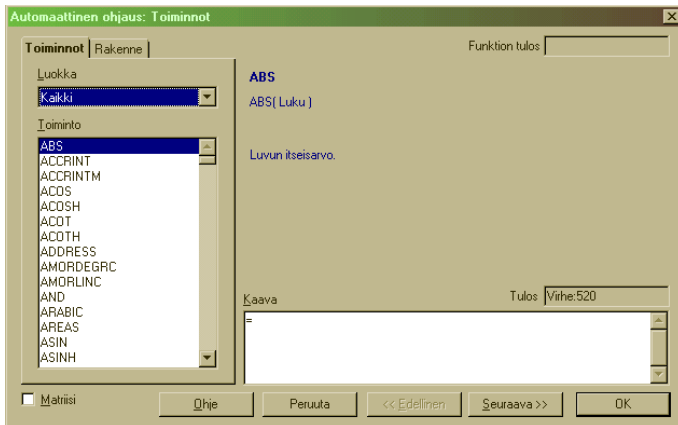 Automaattinen ohjaus: Toiminnot
Toiminnot Rakenne
Funktion tulos
Luokka
Kaikki
Toiminto
ABS
ACCRINT
ACCRINTM
ACOS
ACOSH
ACOT
ACOTH
ADDRESS
AMORDEGRC
AMORLINC
AND
ARABIC
AREAS
ASIN
ASINH
ABS
ABS( Luku )
Luvun itseisarvo.
Kaava
Tulos Virhe:520
=
Matriisi
Ohje
Peruuta
<< Edellinen
Seuraava >>
OK